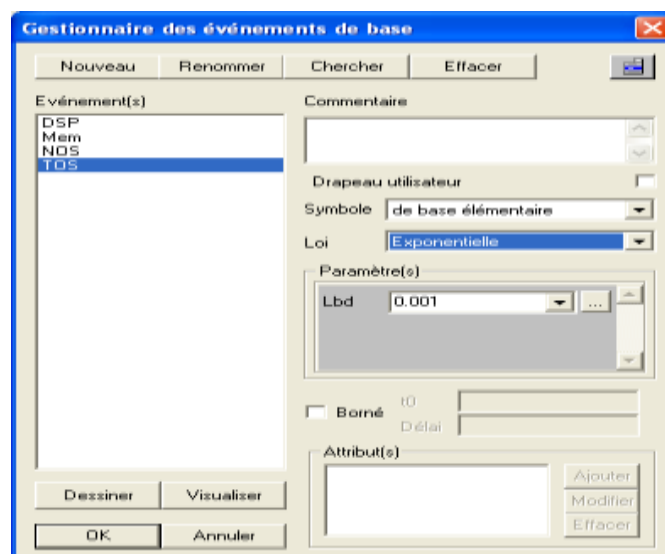 Gestionnaire des événements de base
Nouveau Renommer Chercher Effacer
Evénement(s)
DSP
Mem
NOS
TOS
Commentaire
Drapeau utilisateur
Symbole de base élémentaire
Loi Exponentielle
Paramètre(s)
Lbd 0.001 ...
Borné
t0
Délai
Attribut(s)
Ajouter
Modifier
Effacer
Dessiner Visualiser
OK Annuler